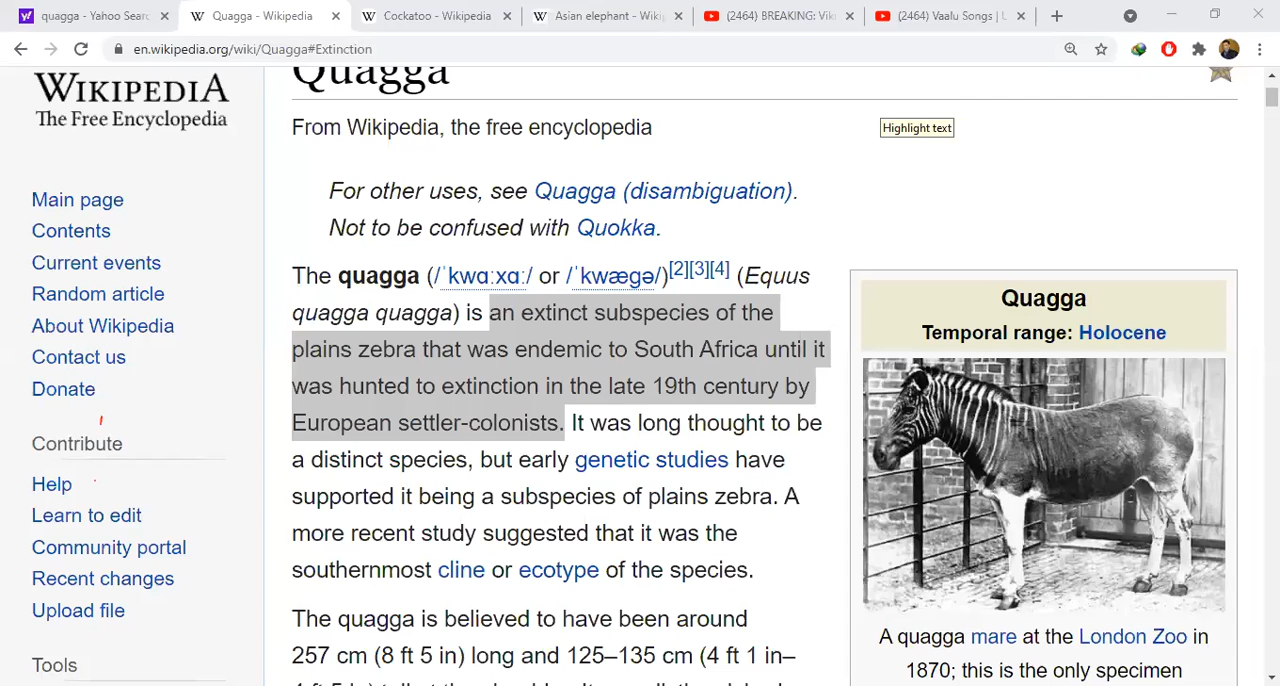 quagga - Yahoo Searc
Quagga - Wikipedia
Cockatoo - Wikipedia
Asian elephant - Wikip
(2464) BREAKING: Vik
(2464) Vaalu Songs | U
en.wikipedia.org/wiki/Quagga#Extinction
WIKIPEDIA
The Free Encyclopedia
Main page
Contents
Current events
Random article
About Wikipedia
Contact us
Donate
Contribute
Help
Learn to edit
Community portal
Recent changes
Upload file
Tools
Quagga
From Wikipedia, the free encyclopedia
Highlight text
For other uses, see Quagga (disambiguation).
Not to be confused with Quokka.
The quagga (/ˈkwɑːxɑː/ or /ˈkwæɡə/)[2][3][4] (Equus
quagga quagga) is an extinct subspecies of the
plains zebra that was endemic to South Africa until it
was hunted to extinction in the late 19th century by
European settler-colonists. It was long thought to be
a distinct species, but early genetic studies have
supported it being a subspecies of plains zebra. A
more recent study suggested that it was the
southernmost cline or ecotype of the species.
The quagga is believed to have been around
257 cm (8 ft 5 in) long and 125–135 cm (4 ft 1 in–
Quagga
Temporal range: Holocene
A quagga mare at the London Zoo in
1870; this is the only specimen